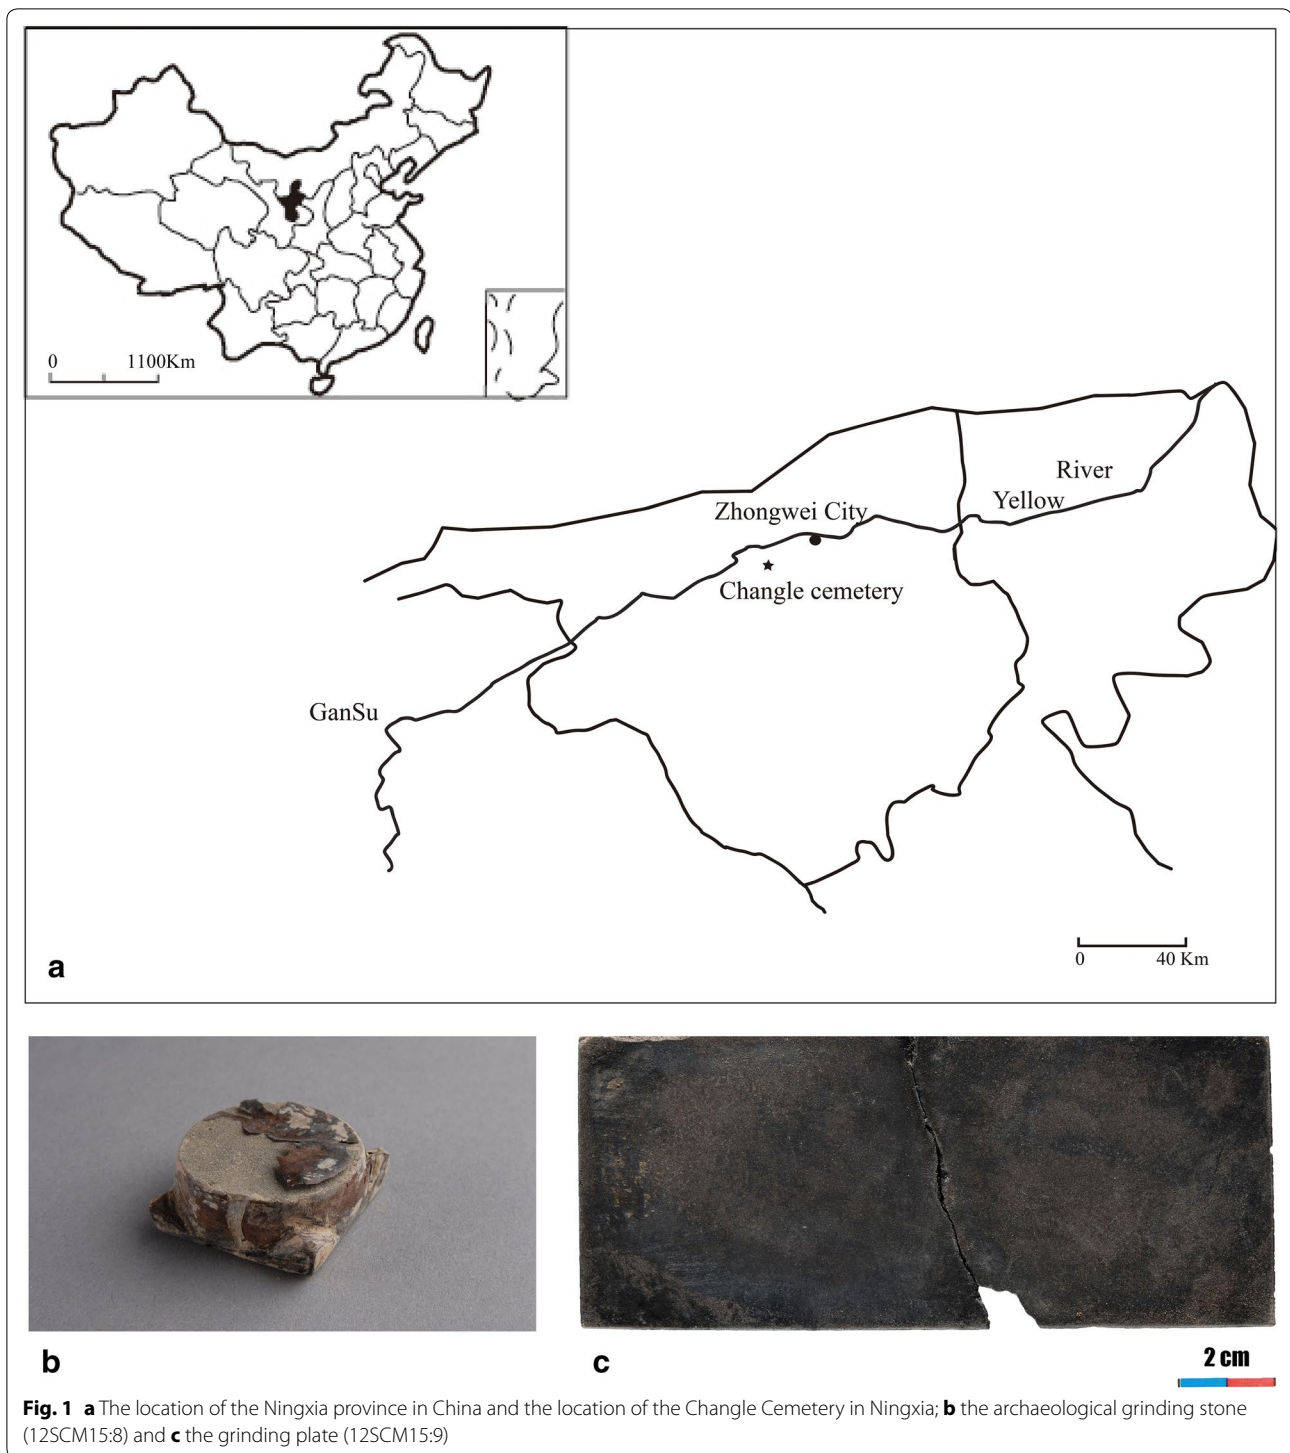 0 1100Km
River
Yellow
Zhongwei City
Changle cemetery
GanSu
a
0 40 Km
b
c
2 cm
Fig. 1 a The location of the Ningxia province in China and the location of the Changle Cemetery in Ningxia; b the archaeological grinding stone
(12SCM15:8) and c the grinding plate (12SCM15:9)